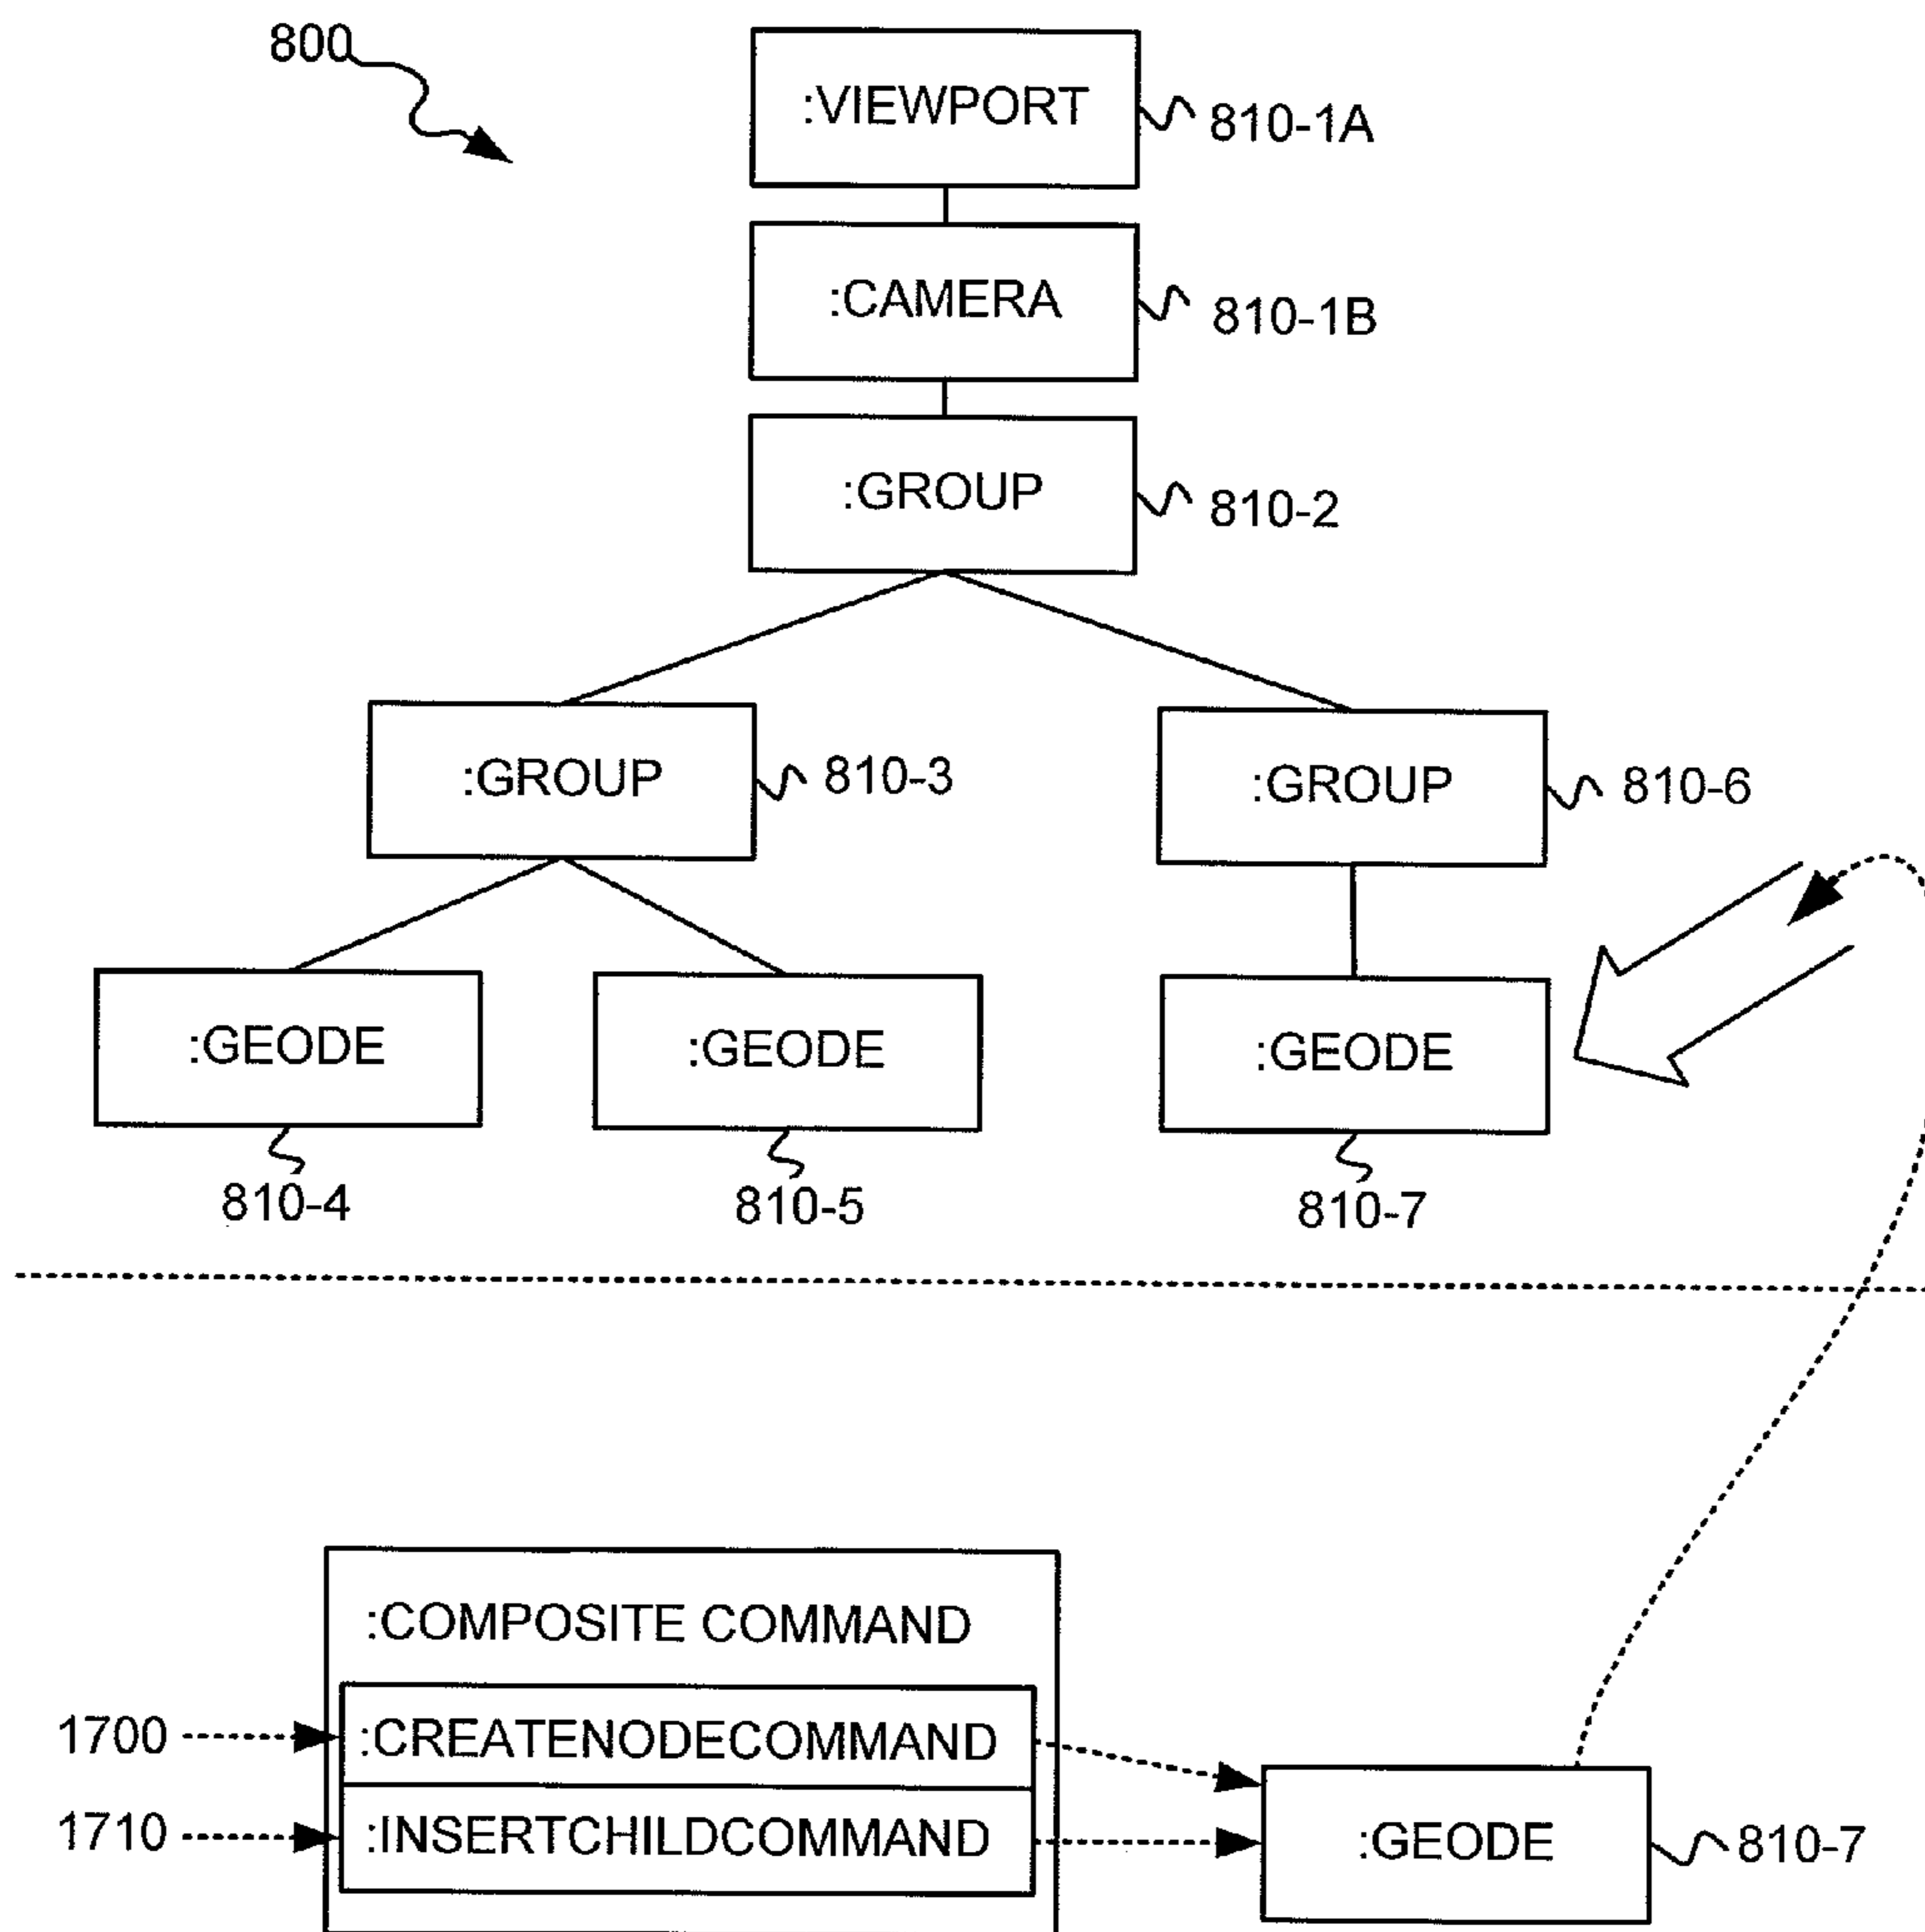 800
:VIEWPORT
810-1A
:CAMERA
810-1B
:GROUP
810-2
:GROUP
810-3
:GROUP
810-6
:GEODE
:GEODE
:GEODE
810-4
810-5
810-7
:COMPOSITE COMMAND
1700
:CREATENODECOMMAND
1710
:INSERTCHILDCOMMAND
:GEODE
810-7